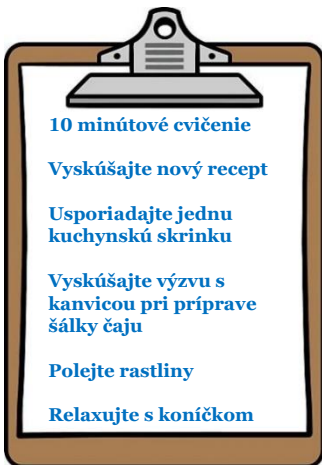 10 minútové cvičenie
Vyskúšajte nový recept
Usporiadajte jednu
kuchynskú skrinku
Vyskúšajte výzvu s
kanvicou pri príprave
šálky čaju
Polejte rastliny
Relaxujte s koníčkom